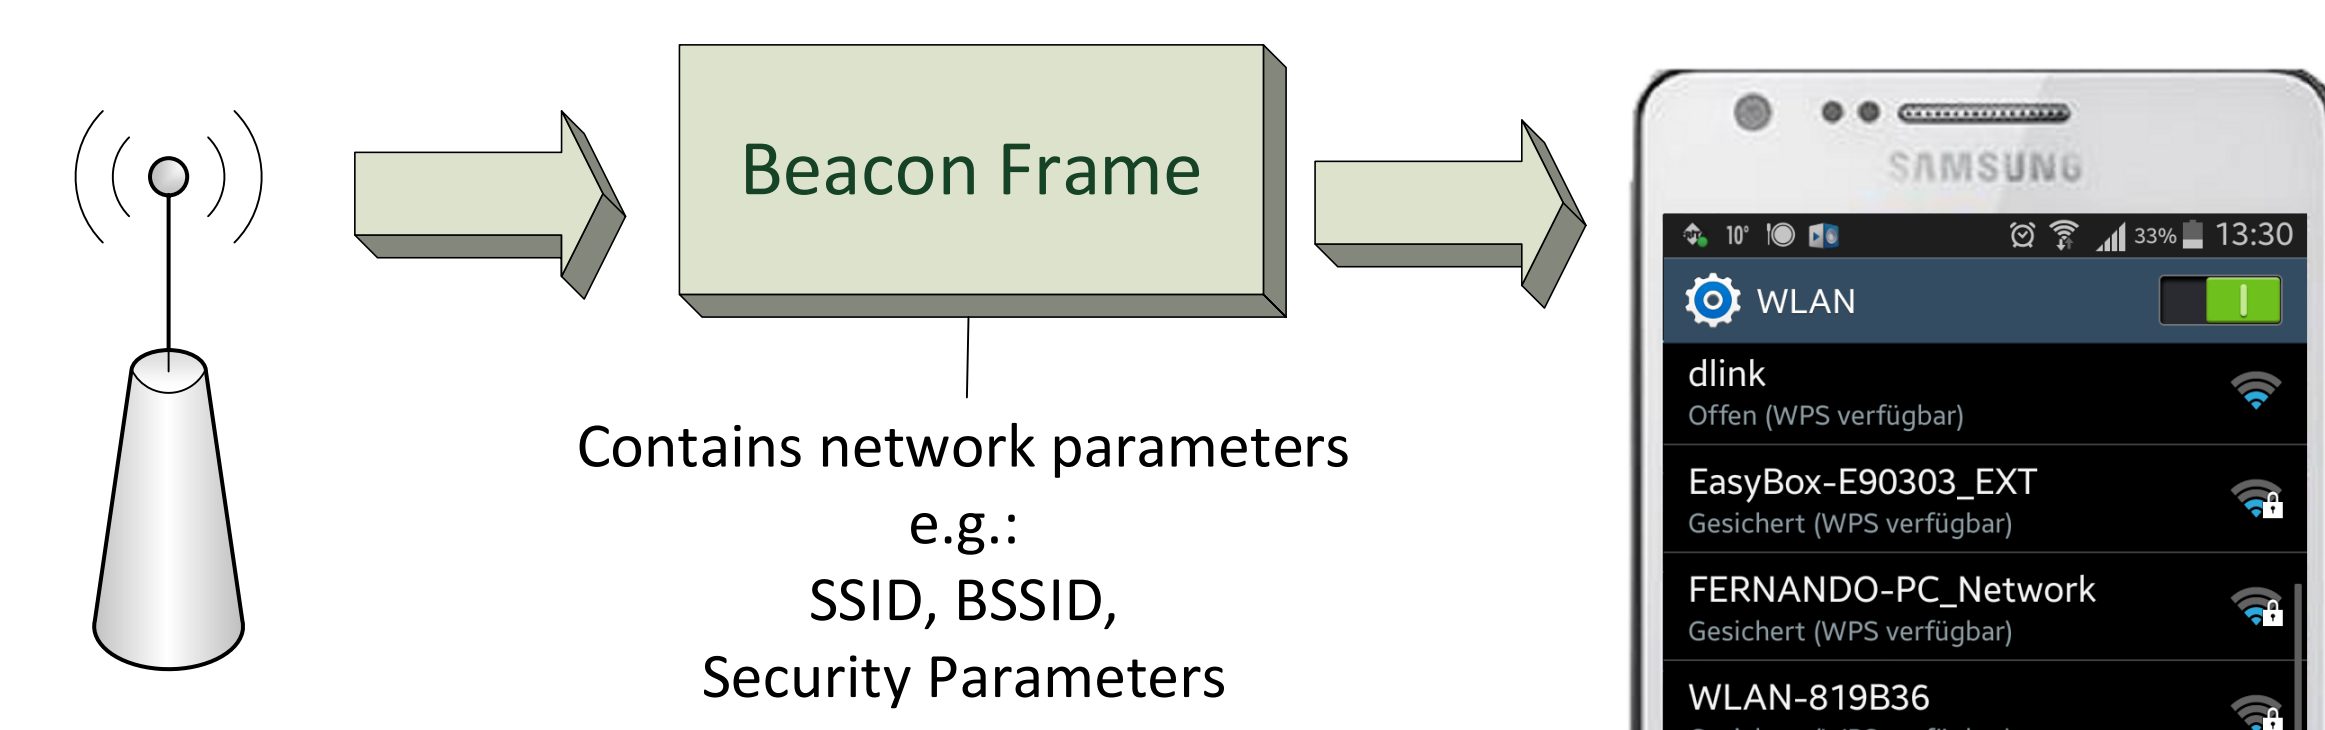 Beacon Frame
Contains network parameters
e.g.:
SSID, BSSID,
Security Parameters
SAMSUNG
10° 33% 13:30
WLAN
dlink
Offen (WPS verfügbar)
EasyBox-E90303_EXT
Gesichert (WPS verfügbar)
FERNANDO-PC_Network
Gesichert (WPS verfügbar)
WLAN-819B36